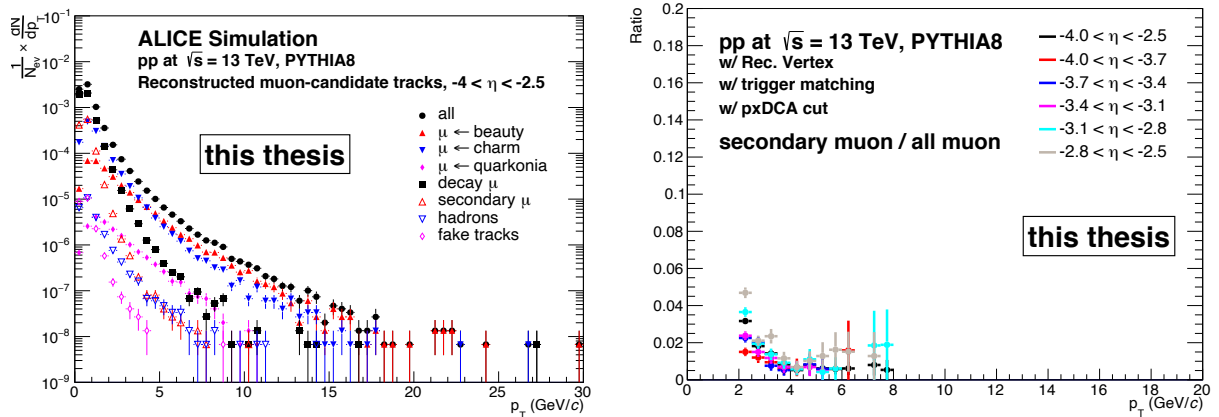 1/N_ev × dN/dp_T
10^−1
10^−2
10^−3
10^−4
10^−5
10^−6
10^−7
10^−8
10^−9
ALICE Simulation
pp at √s = 13 TeV, PYTHIA8
Reconstructed muon-candidate tracks, -4 < η < -2.5
all
μ ← beauty
μ ← charm
μ ← quarkonia
decay μ
secondary μ
hadrons
fake tracks
this thesis
0 5 10 15 20 25 30
p_T (GeV/c)
Ratio
0.2
0.18
0.16
0.14
0.12
0.1
0.08
0.06
0.04
0.02
0
pp at √s = 13 TeV, PYTHIA8
w/ Rec. Vertex
w/ trigger matching
w/ pxDCA cut
secondary muon / all muon
-4.0 < η < -2.5
-4.0 < η < -3.7
-3.7 < η < -3.4
-3.4 < η < -3.1
-3.1 < η < -2.8
-2.8 < η < -2.5
this thesis
0 2 4 6 8 10 12 14 16 18 20
p_T (GeV/c)